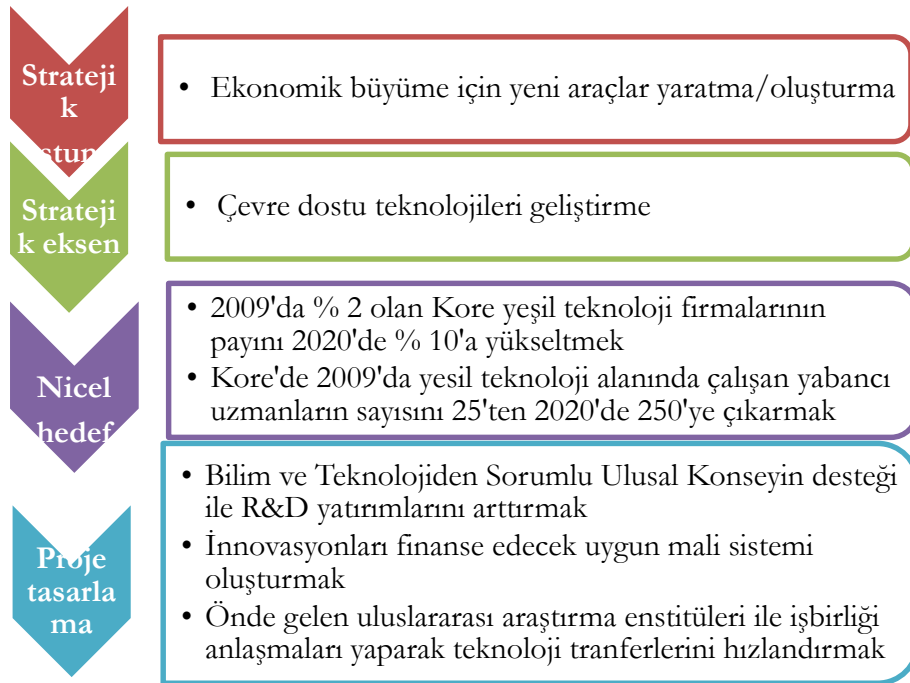 Strateji
k
stun
• Ekonomik büyüme için yeni araçlar yaratma/oluşturma
Strateji
k eksen
• Çevre dostu teknolojileri geliştirme
Nicel
hedef
• 2009'da % 2 olan Kore yeşil teknoloji firmalarının
payını 2020'de % 10'a yükseltmek
• Kore'de 2009'da yesil teknoloji alanında çalışan yabancı
uzmanların sayısını 25'ten 2020'de 250'ye çıkarmak
Proje
tasarla
ma
• Bilim ve Teknolojiden Sorumlu Ulusal Konseyin desteği
ile R&D yatırımlarını arttırmak
• İnnovasyonları finanse edecek uygun mali sistemi
oluşturmak
• Önde gelen uluslararası araştırma enstitüleri ile işbirliği
anlaşmaları yaparak teknoloji tranferlerini hızlandırmak